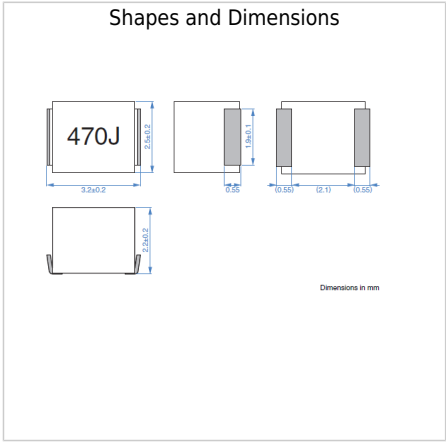 Shapes and Dimensions
470J
2.5±0.2
3.2±0.2
1.9±0.1
0.55
(0.55)
(2.1)
(0.55)
2.2±0.2
Dimensions in mm